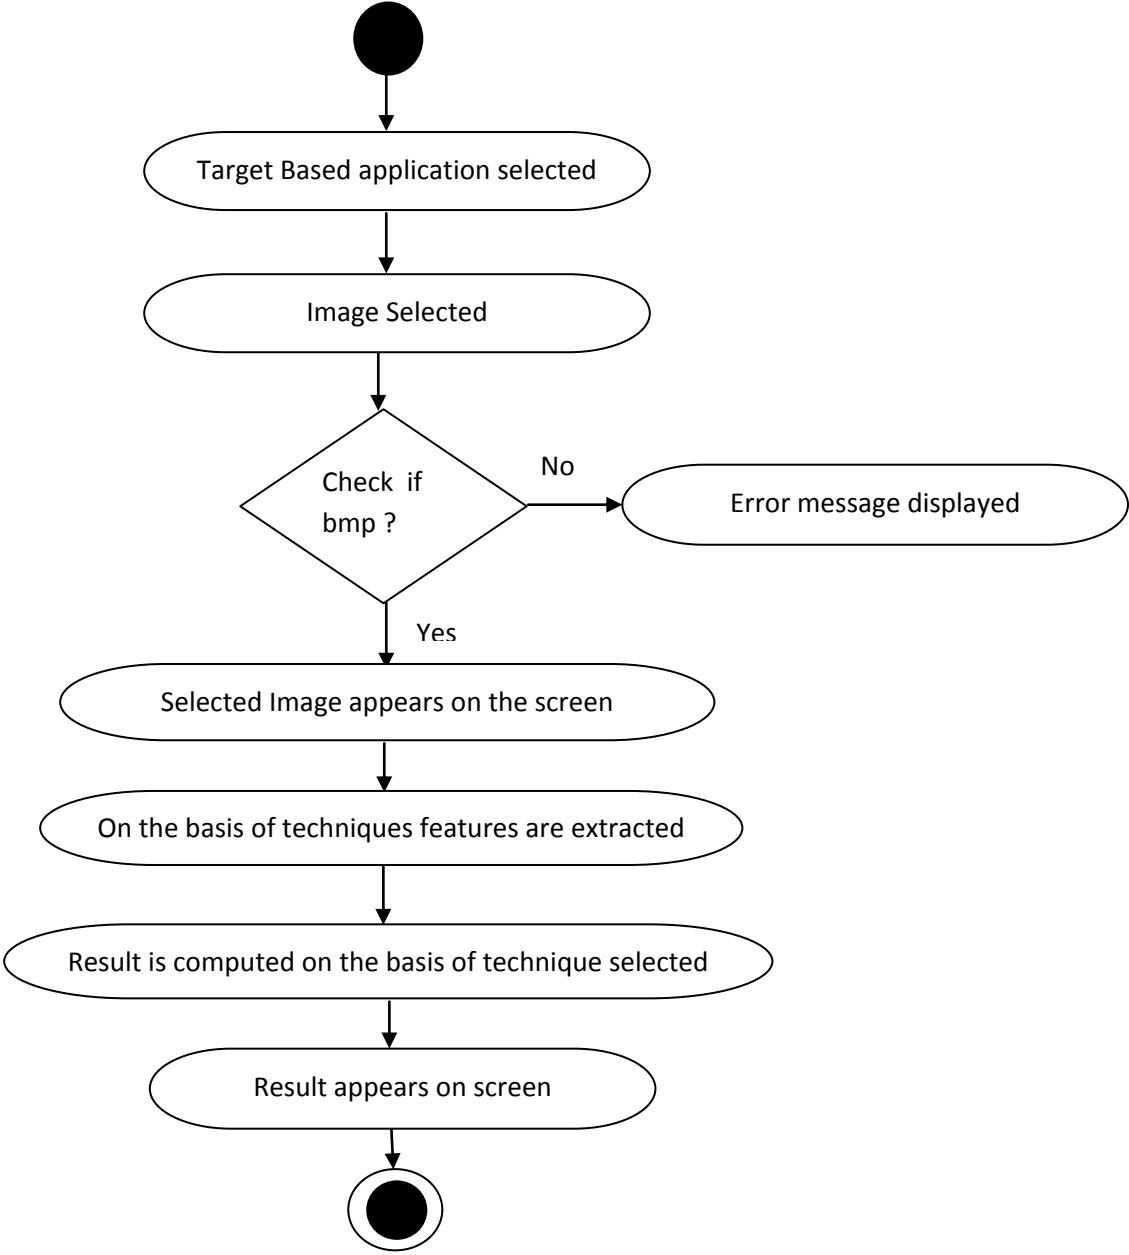 Target Based application selected
Image Selected
Check if
bmp ?
No
Error message displayed
Yes
Selected Image appears on the screen
On the basis of techniques features are extracted
Result is computed on the basis of technique selected
Result appears on screen